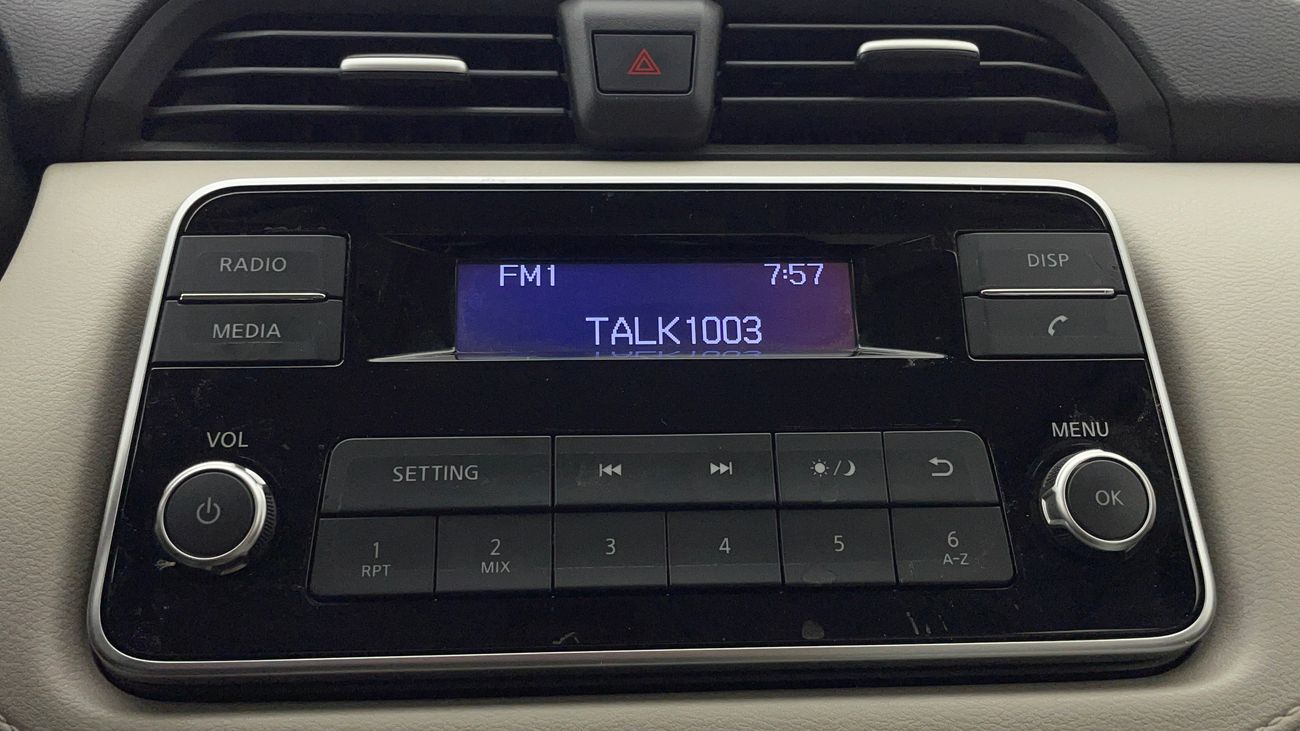 RADIO
MEDIA
FM1 7:57
TALK1003
DISP
VOL
MENU
SETTING
OK
1 RPT
2 MIX
3
4
5
6 A-Z